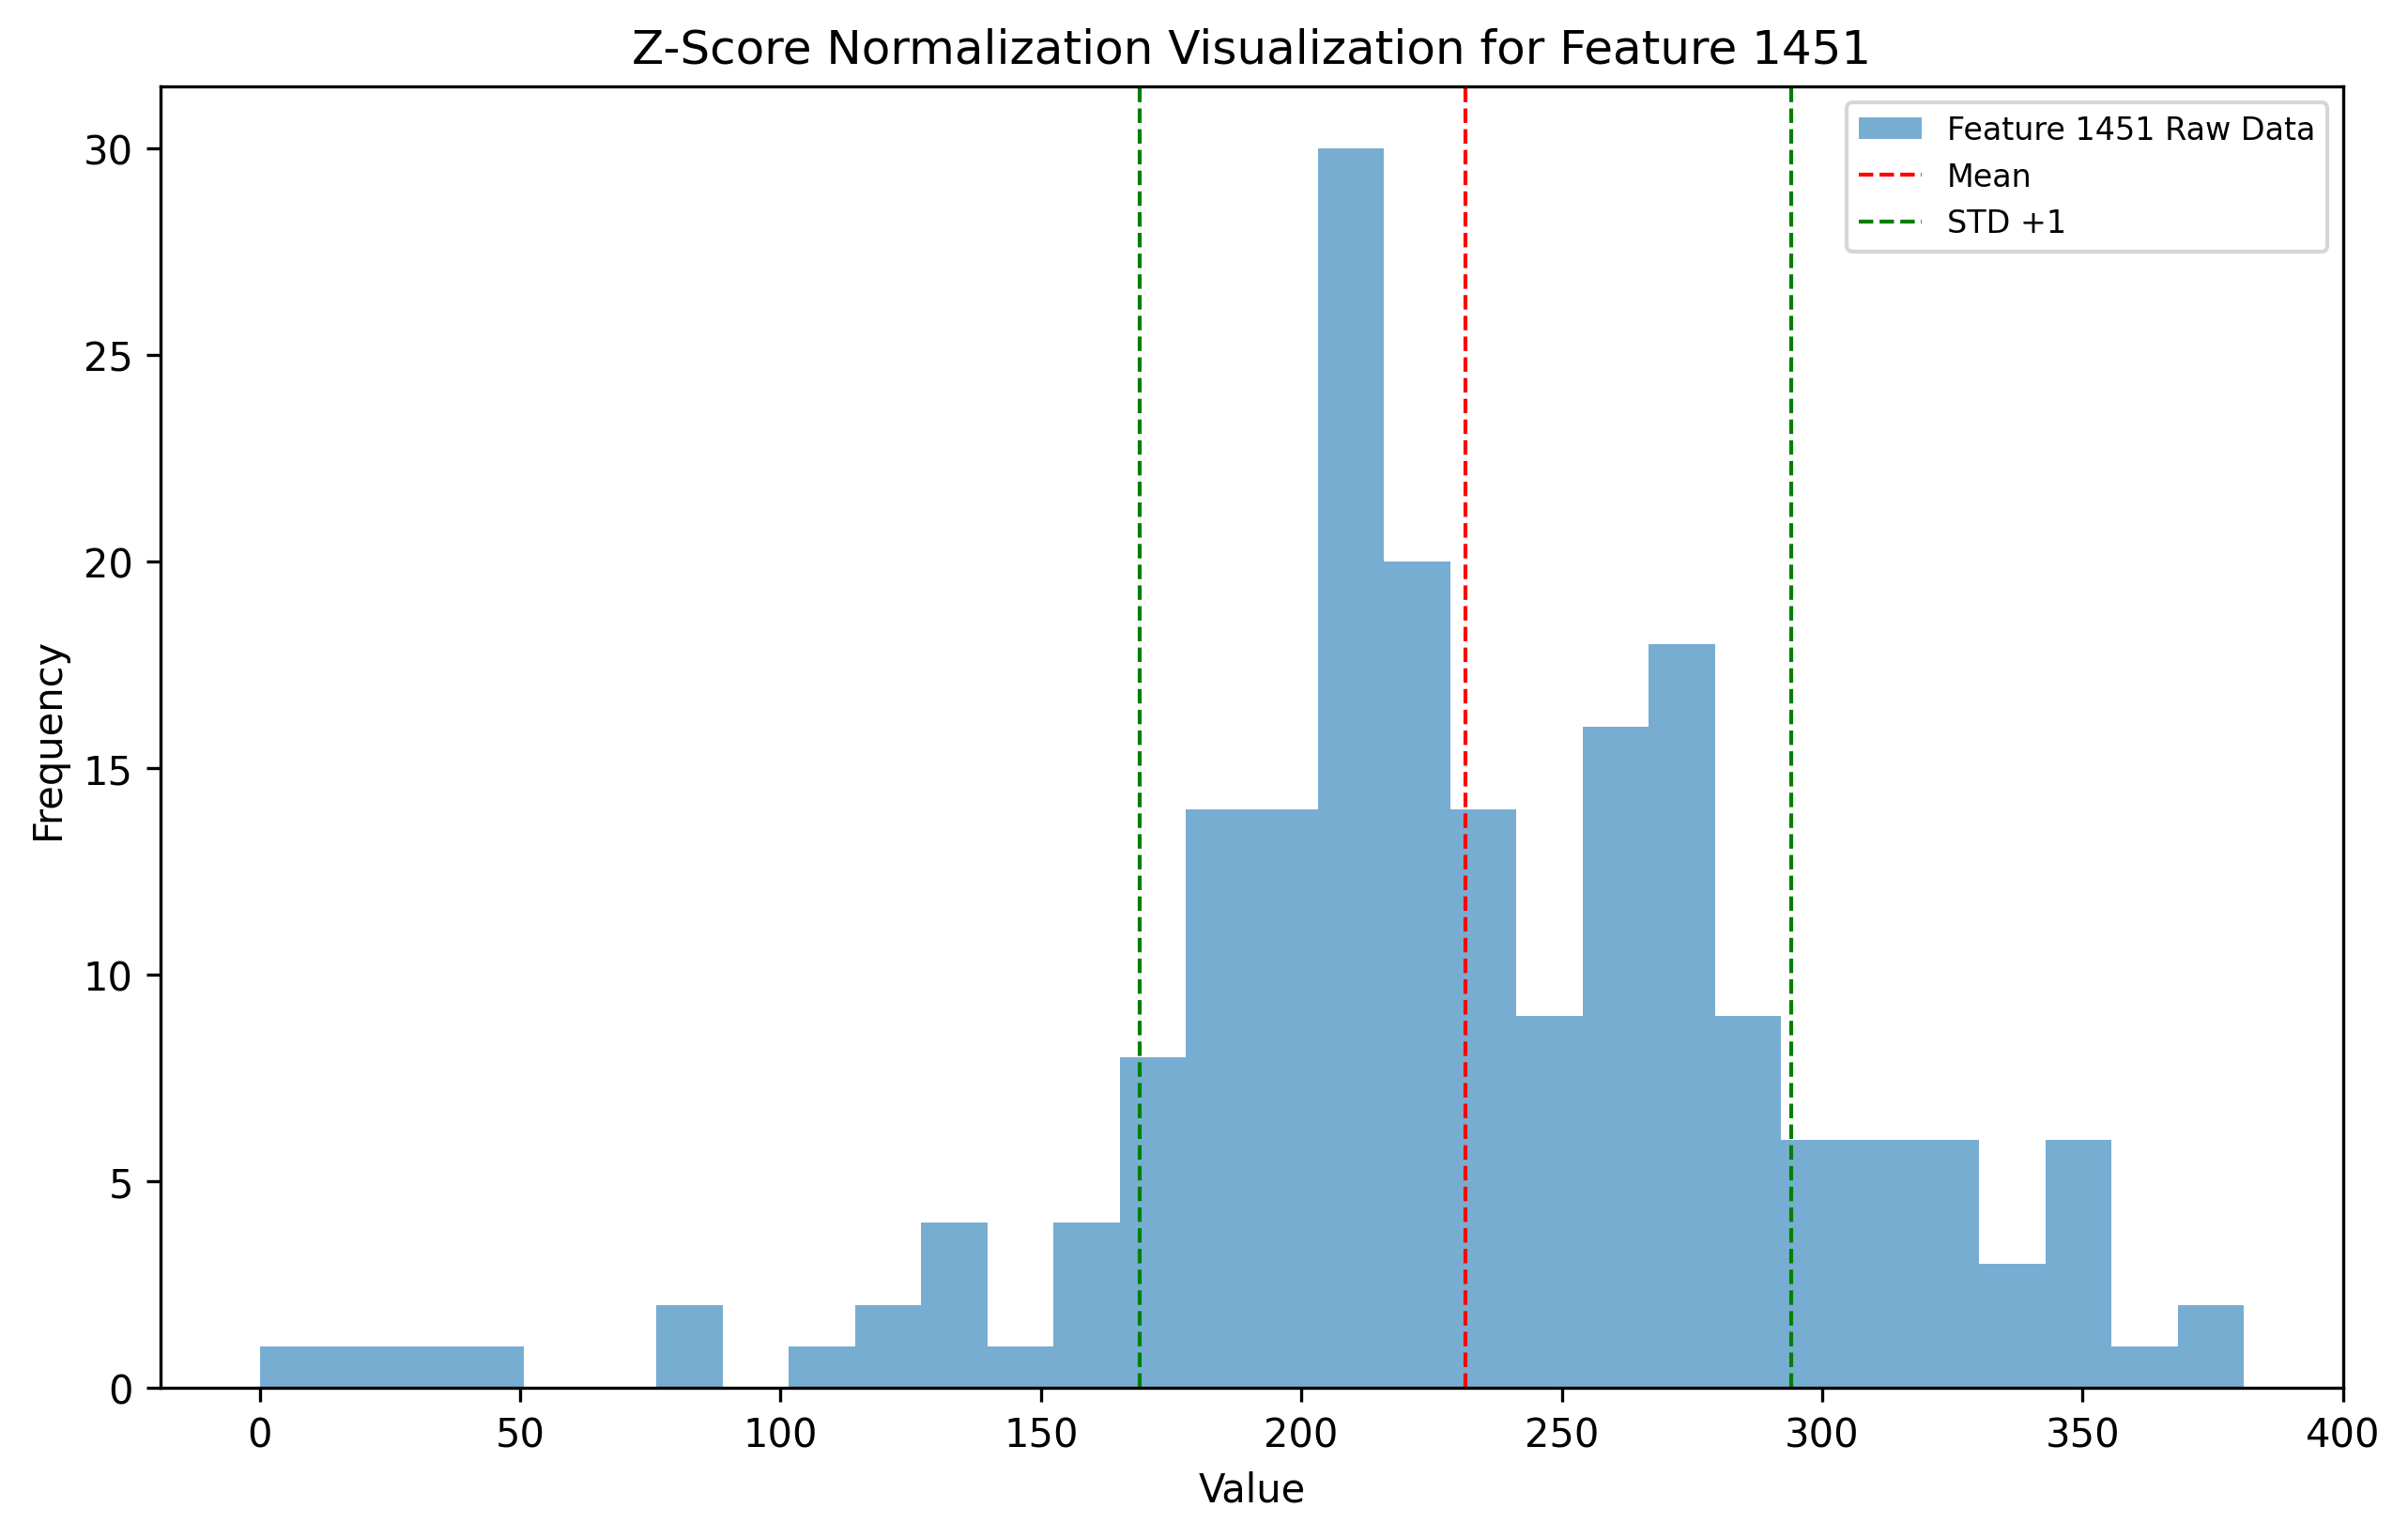 Z-Score Normalization Visualization for Feature 1451
Feature 1451 Raw Data
Mean
STD +1
30
25
20
15
10
5
0
Frequency
0 50 100 150 200 250 300 350 400
Value